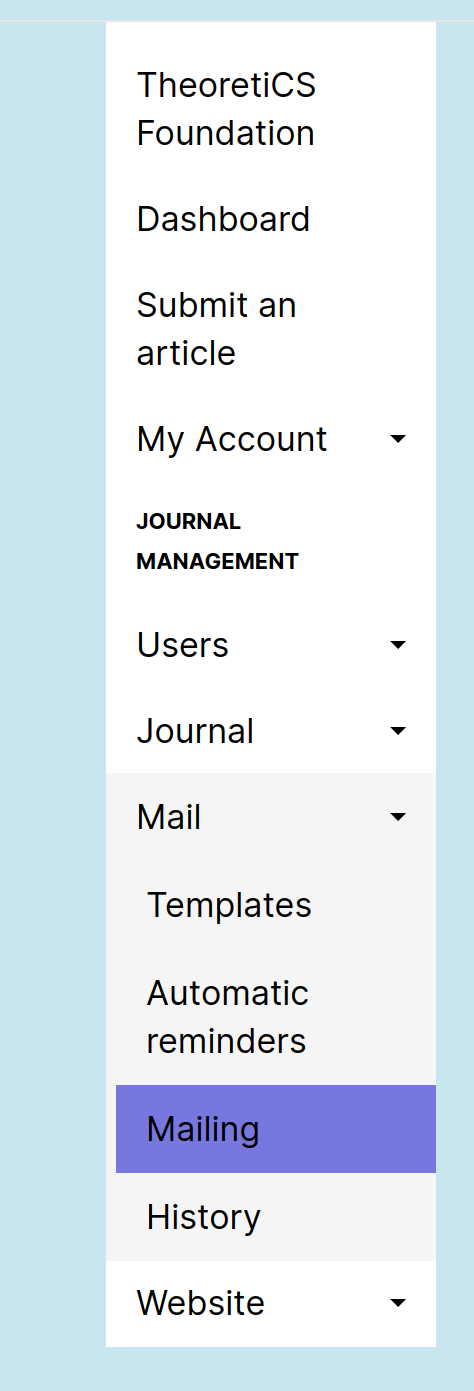 TheoretiCS
Foundation
Dashboard
Submit an
article
My Account
JOURNAL
MANAGEMENT
Users
Journal
Mail
Templates
Automatic
reminders
Mailing
History
Website